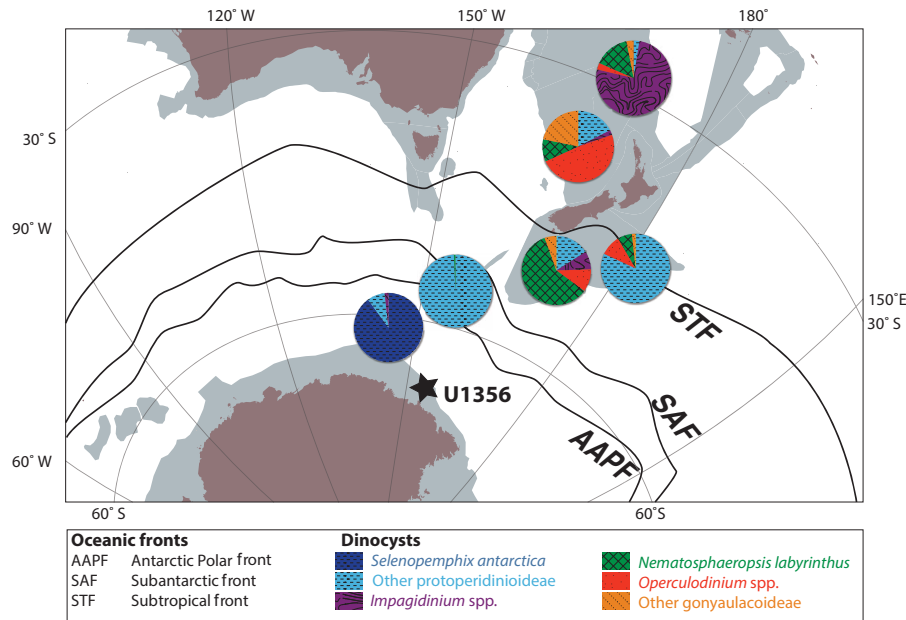 120˚ W 150˚W 180˚
30˚ S
90˚ W
150˚E
30˚ S
STF
U1356
SAF
AAPF
60˚ W
60˚ S 60˚S
Oceanic fronts Dinocysts
AAPF Antarctic Polar front Selenopemphix antarctica Nematosphaeropsis labyrinthus
SAF Subantarctic front Other protoperidinioideae Operculodinium spp.
STF Subtropical front Impagidinium spp. Other gonyaulacoideae